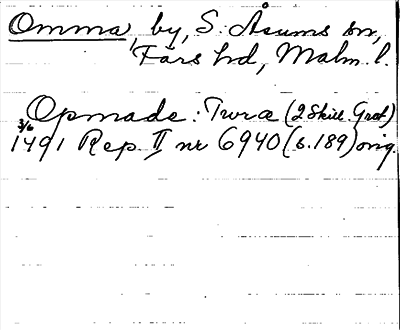 Omma, by, S. Åsums sn,
Färs hd, Malm. l.
Opmade: Twræ (2 Skill. Grot)
3/6
1491 Rep. II nr 6940 (s. 189) orig.